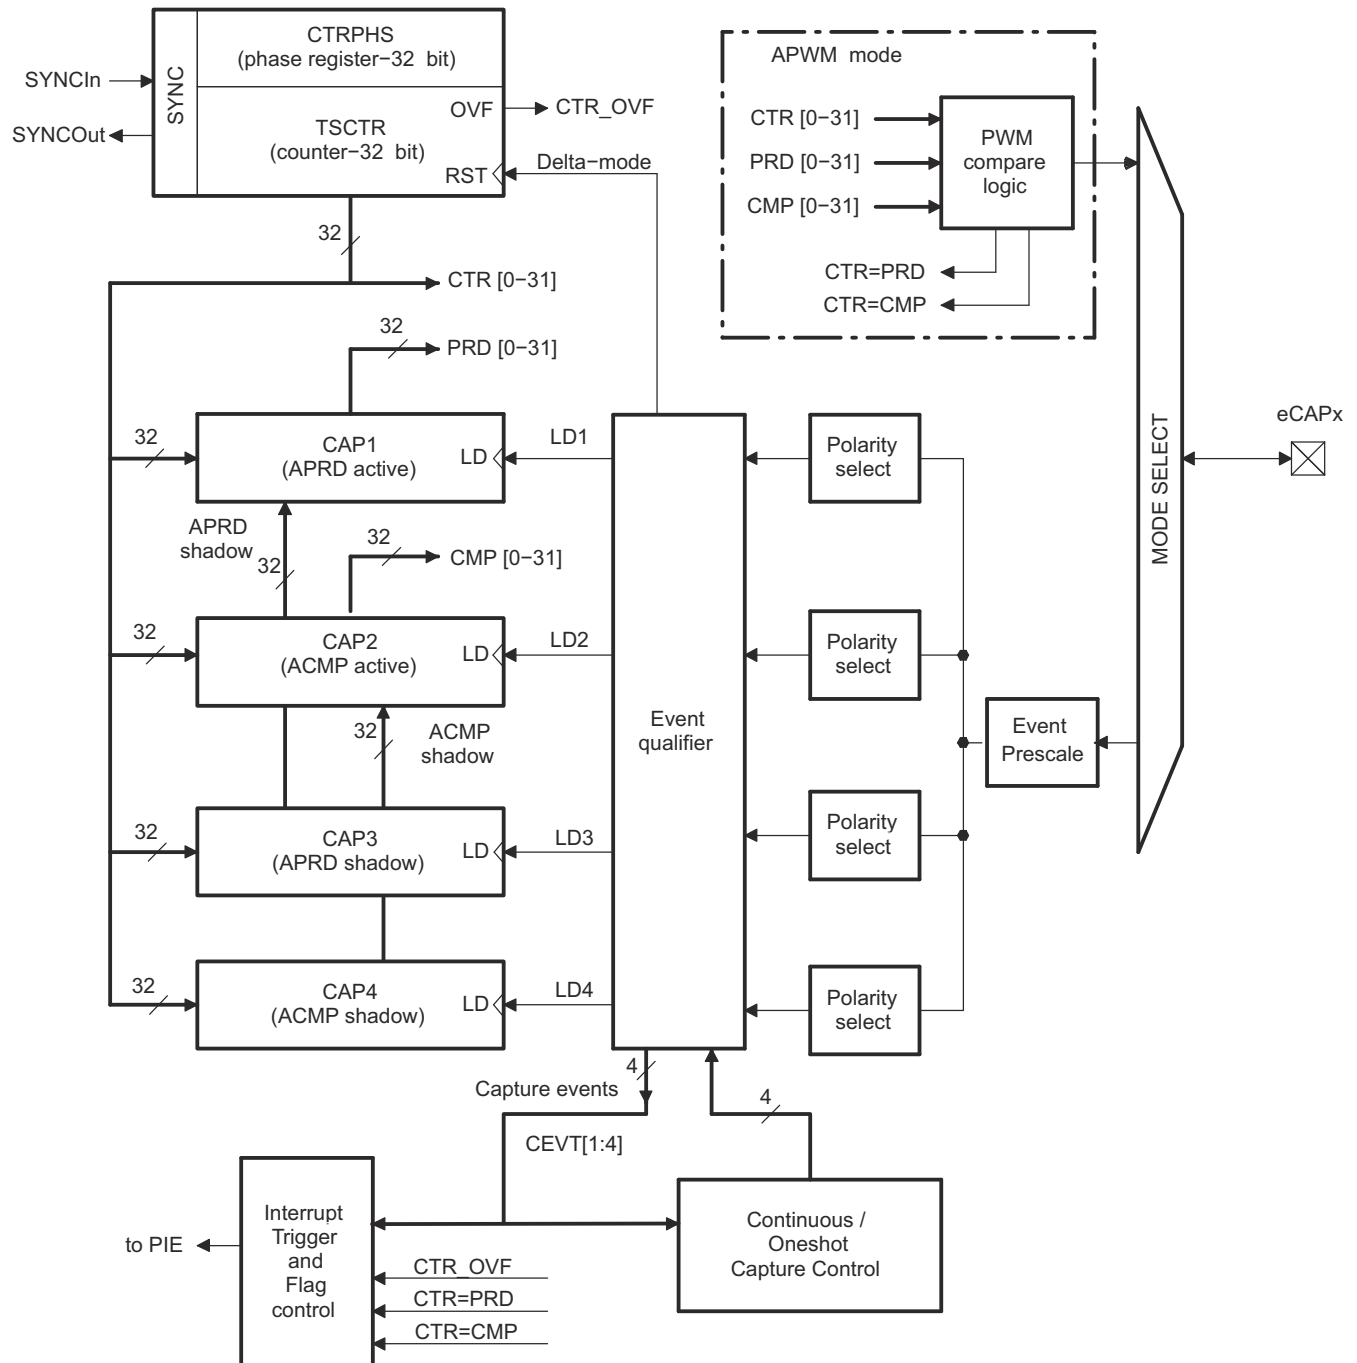 CTRPHS
(phase register−32 bit)
APWM mode
SYNCIn
SYNC
OVF
CTR_OVF
SYNCOut
TSCTR
(counter−32 bit)
RST
Delta−mode
CTR [0−31]
PRD [0−31]
CMP [0−31]
PWM
compare
logic
CTR=PRD
CTR=CMP
32
CTR [0−31]
32
PRD [0−31]
32
CAP1
(APRD active)
LD
LD1
Polarity
select
eCAPx
MODE SELECT
APRD
shadow
32
32
CMP [0−31]
32
CAP2
(ACMP active)
LD
LD2
Polarity
select
32
ACMP
shadow
Event
qualifier
Event
Prescale
32
CAP3
(APRD shadow)
LD
LD3
Polarity
select
32
CAP4
(ACMP shadow)
LD
LD4
Polarity
select
4
Capture events
4
CEVT[1:4]
Interrupt
Trigger
and
Flag
control
to PIE
Continuous /
Oneshot
Capture Control
CTR_OVF
CTR=PRD
CTR=CMP